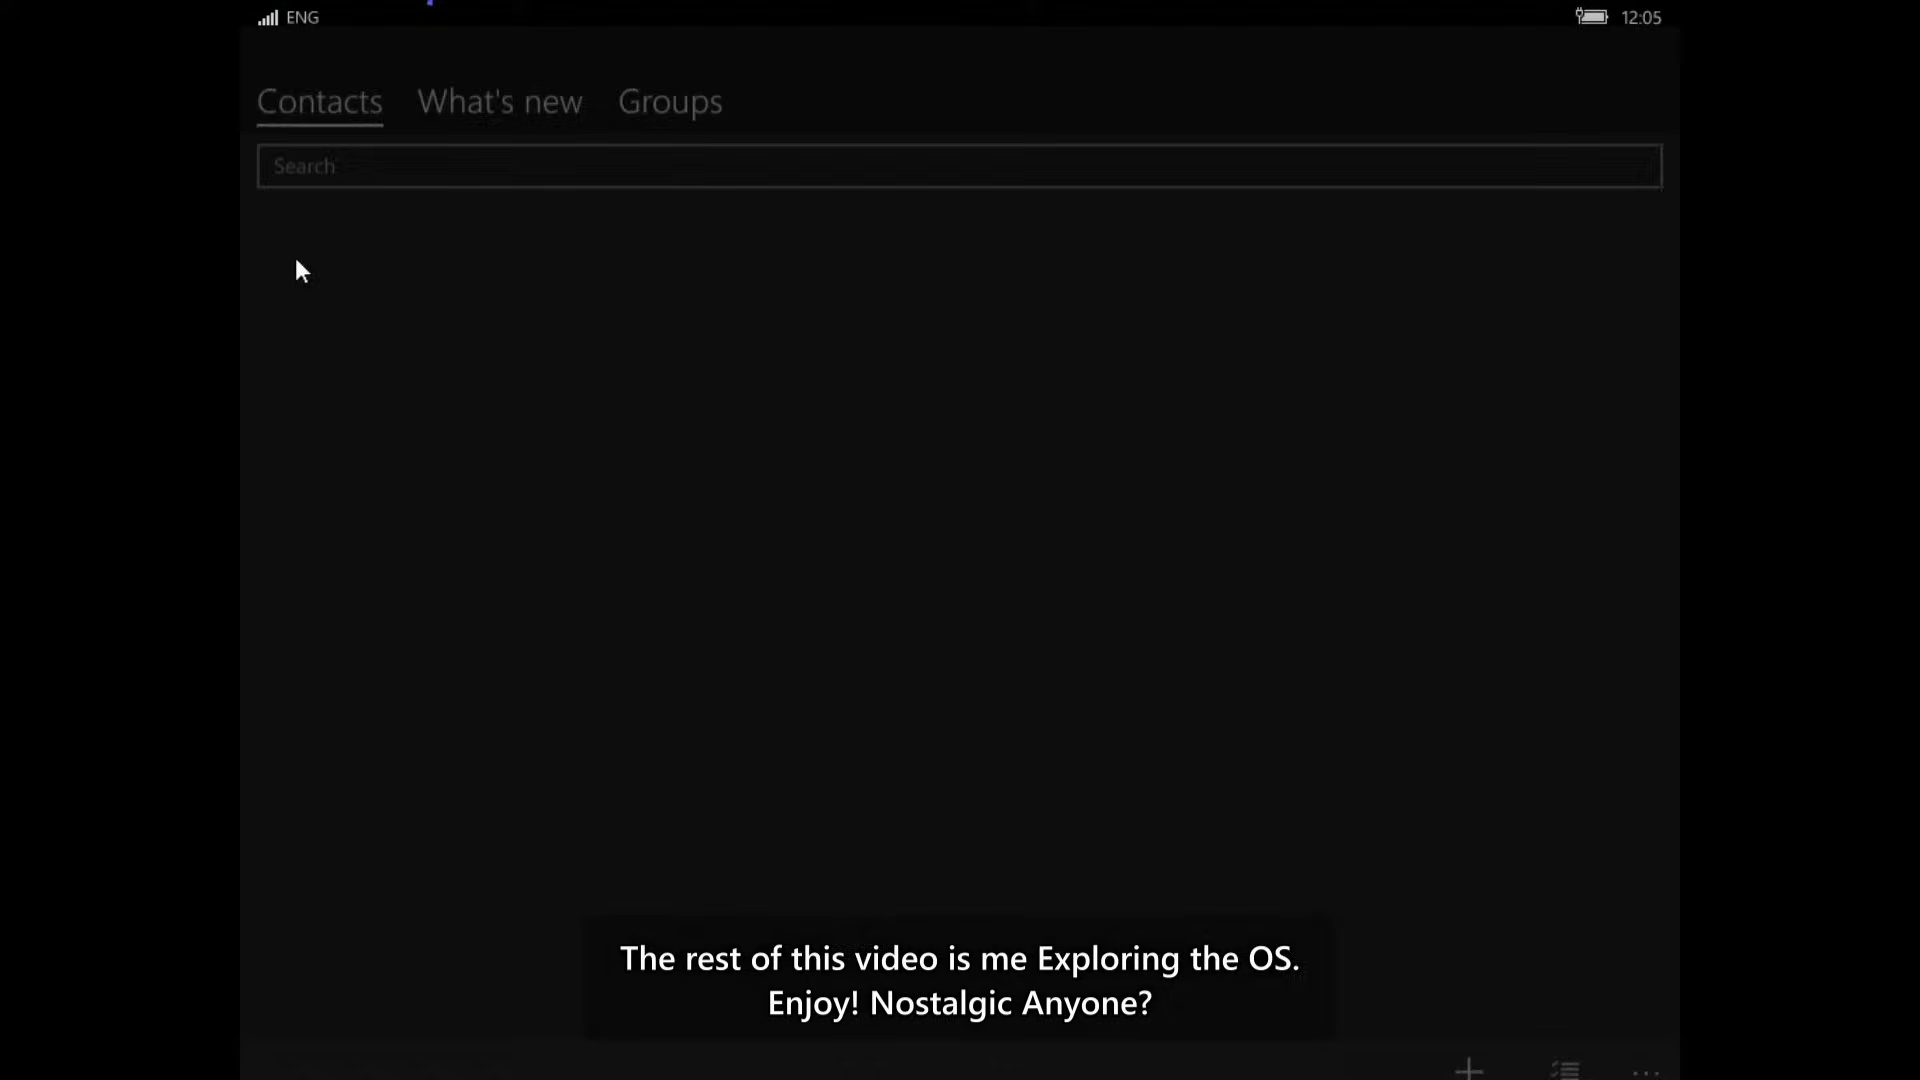 ENG 12:05
Contacts What's new Groups
Search
The rest of this video is me Exploring the OS.
Enjoy! Nostalgic Anyone?